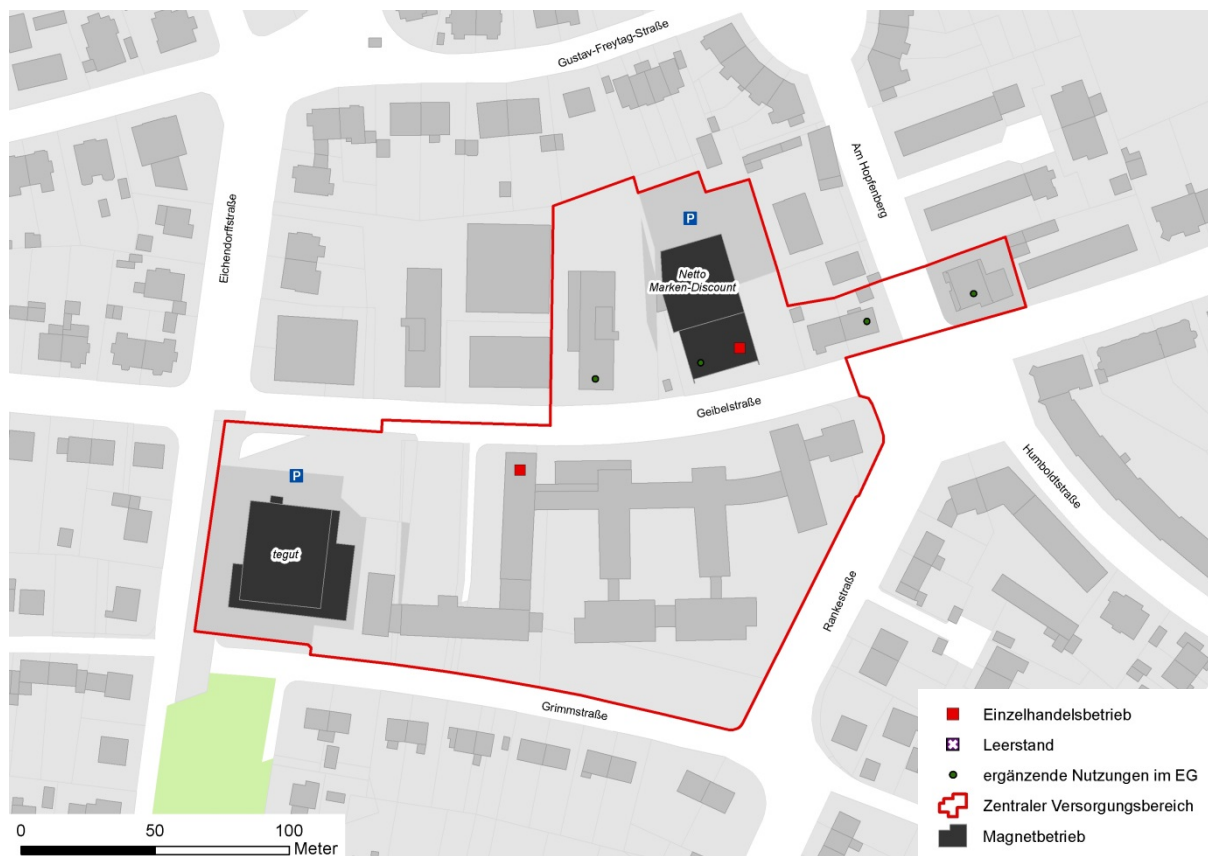 Gustav-Freytag-Straße
Am Hopfenberg
Eichendorffstraße
P
Netto
Marken-Discount
Geibelstraße
Humboldtstraße
P
tegut
Rankestraße
Grimmstraße
Einzelhandelsbetrieb
Leerstand
ergänzende Nutzungen im EG
Zentraler Versorgungsbereich
Magnetbetrieb
0 50 100
Meter